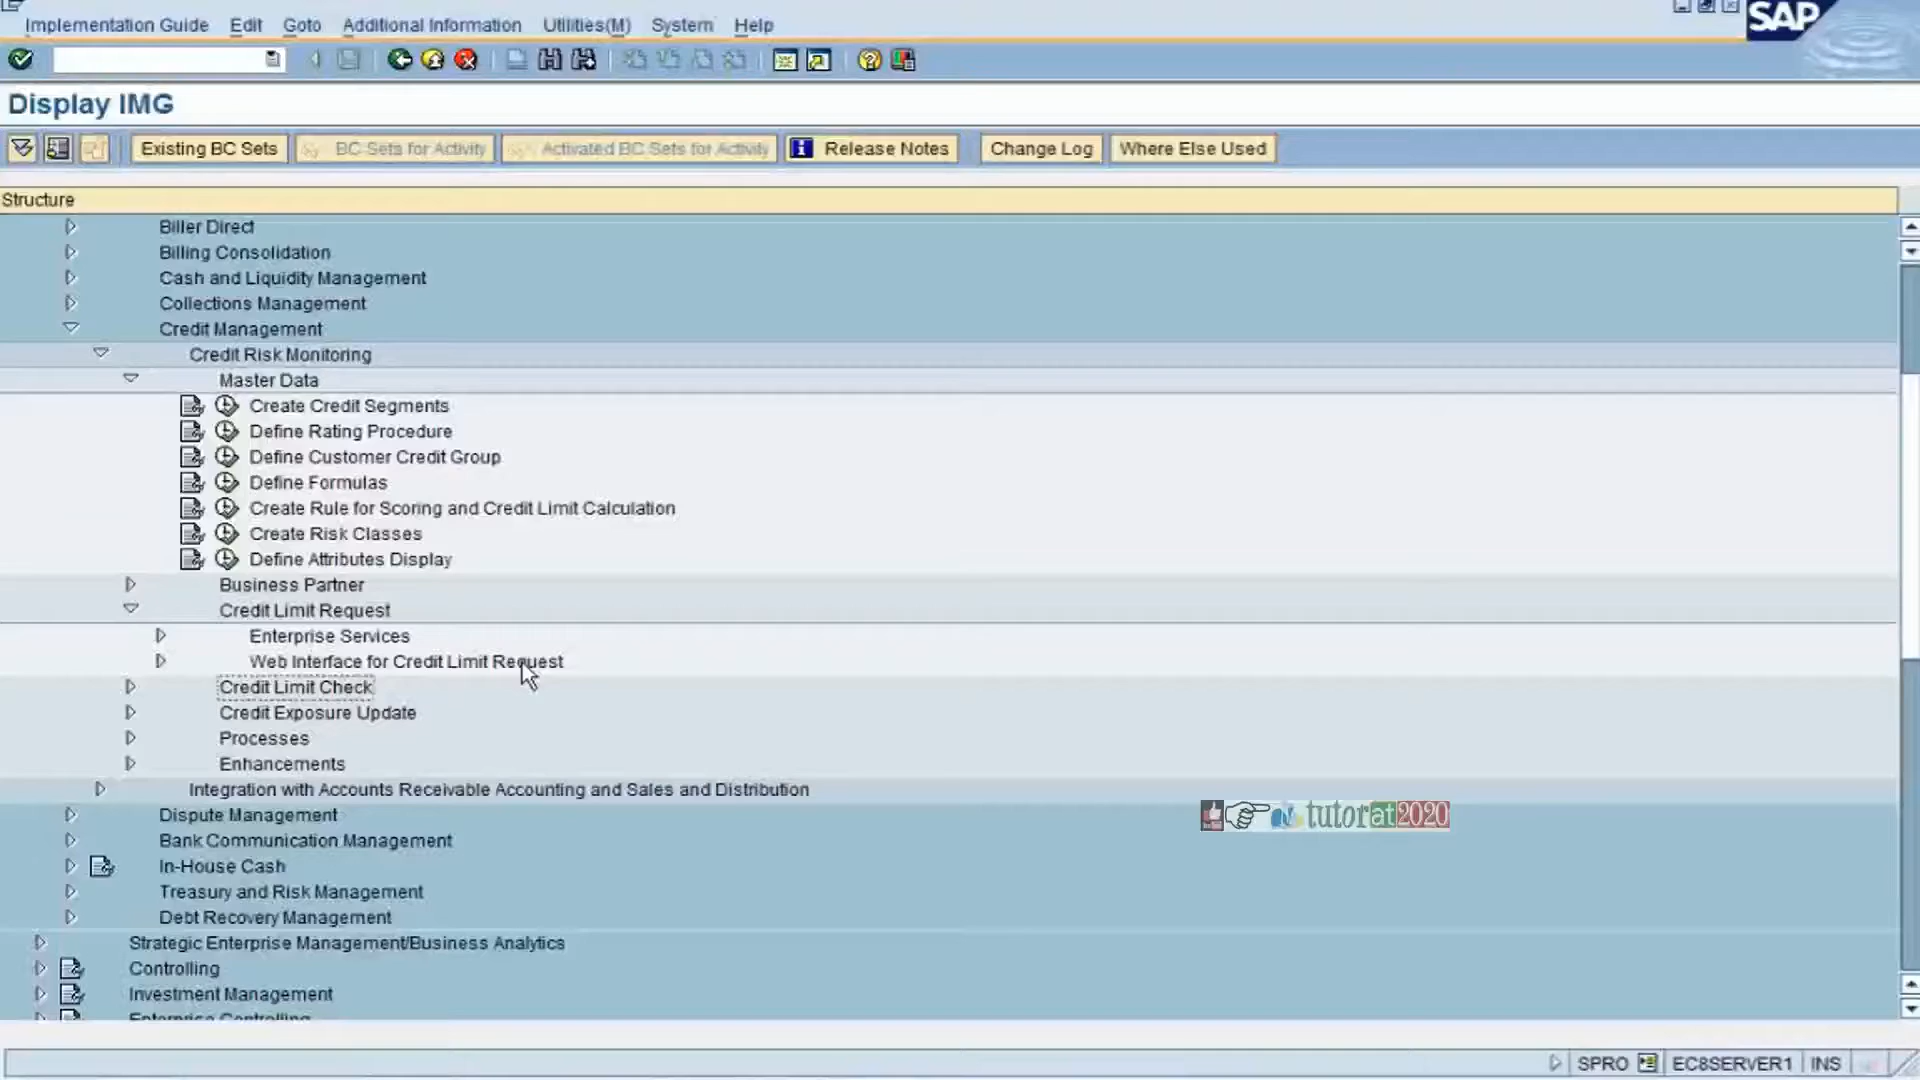 Implementation Guide Edit Goto Additional Information Utilities(M) System Help
SAP
Display IMG
Existing BC Sets BC Sets for Activity Activated BC Sets for Activity Release Notes Change Log Where Else Used
Structure
Biller Direct
Billing Consolidation
Cash and Liquidity Management
Collections Management
Credit Management
Credit Risk Monitoring
Master Data
Create Credit Segments
Define Rating Procedure
Define Customer Credit Group
Define Formulas
Create Rule for Scoring and Credit Limit Calculation
Create Risk Classes
Define Attributes Display
Business Partner
Credit Limit Request
Enterprise Services
Web Interface for Credit Limit Request
Credit Limit Check
Credit Exposure Update
Processes
Enhancements
Integration with Accounts Receivable Accounting and Sales and Distribution
Dispute Management
tutorat2020
Bank Communication Management
In-House Cash
Treasury and Risk Management
Debt Recovery Management
Strategic Enterprise Management/Business Analytics
Controlling
Investment Management
Enterprise Controlling
SPRO EC8SERVER1 INS